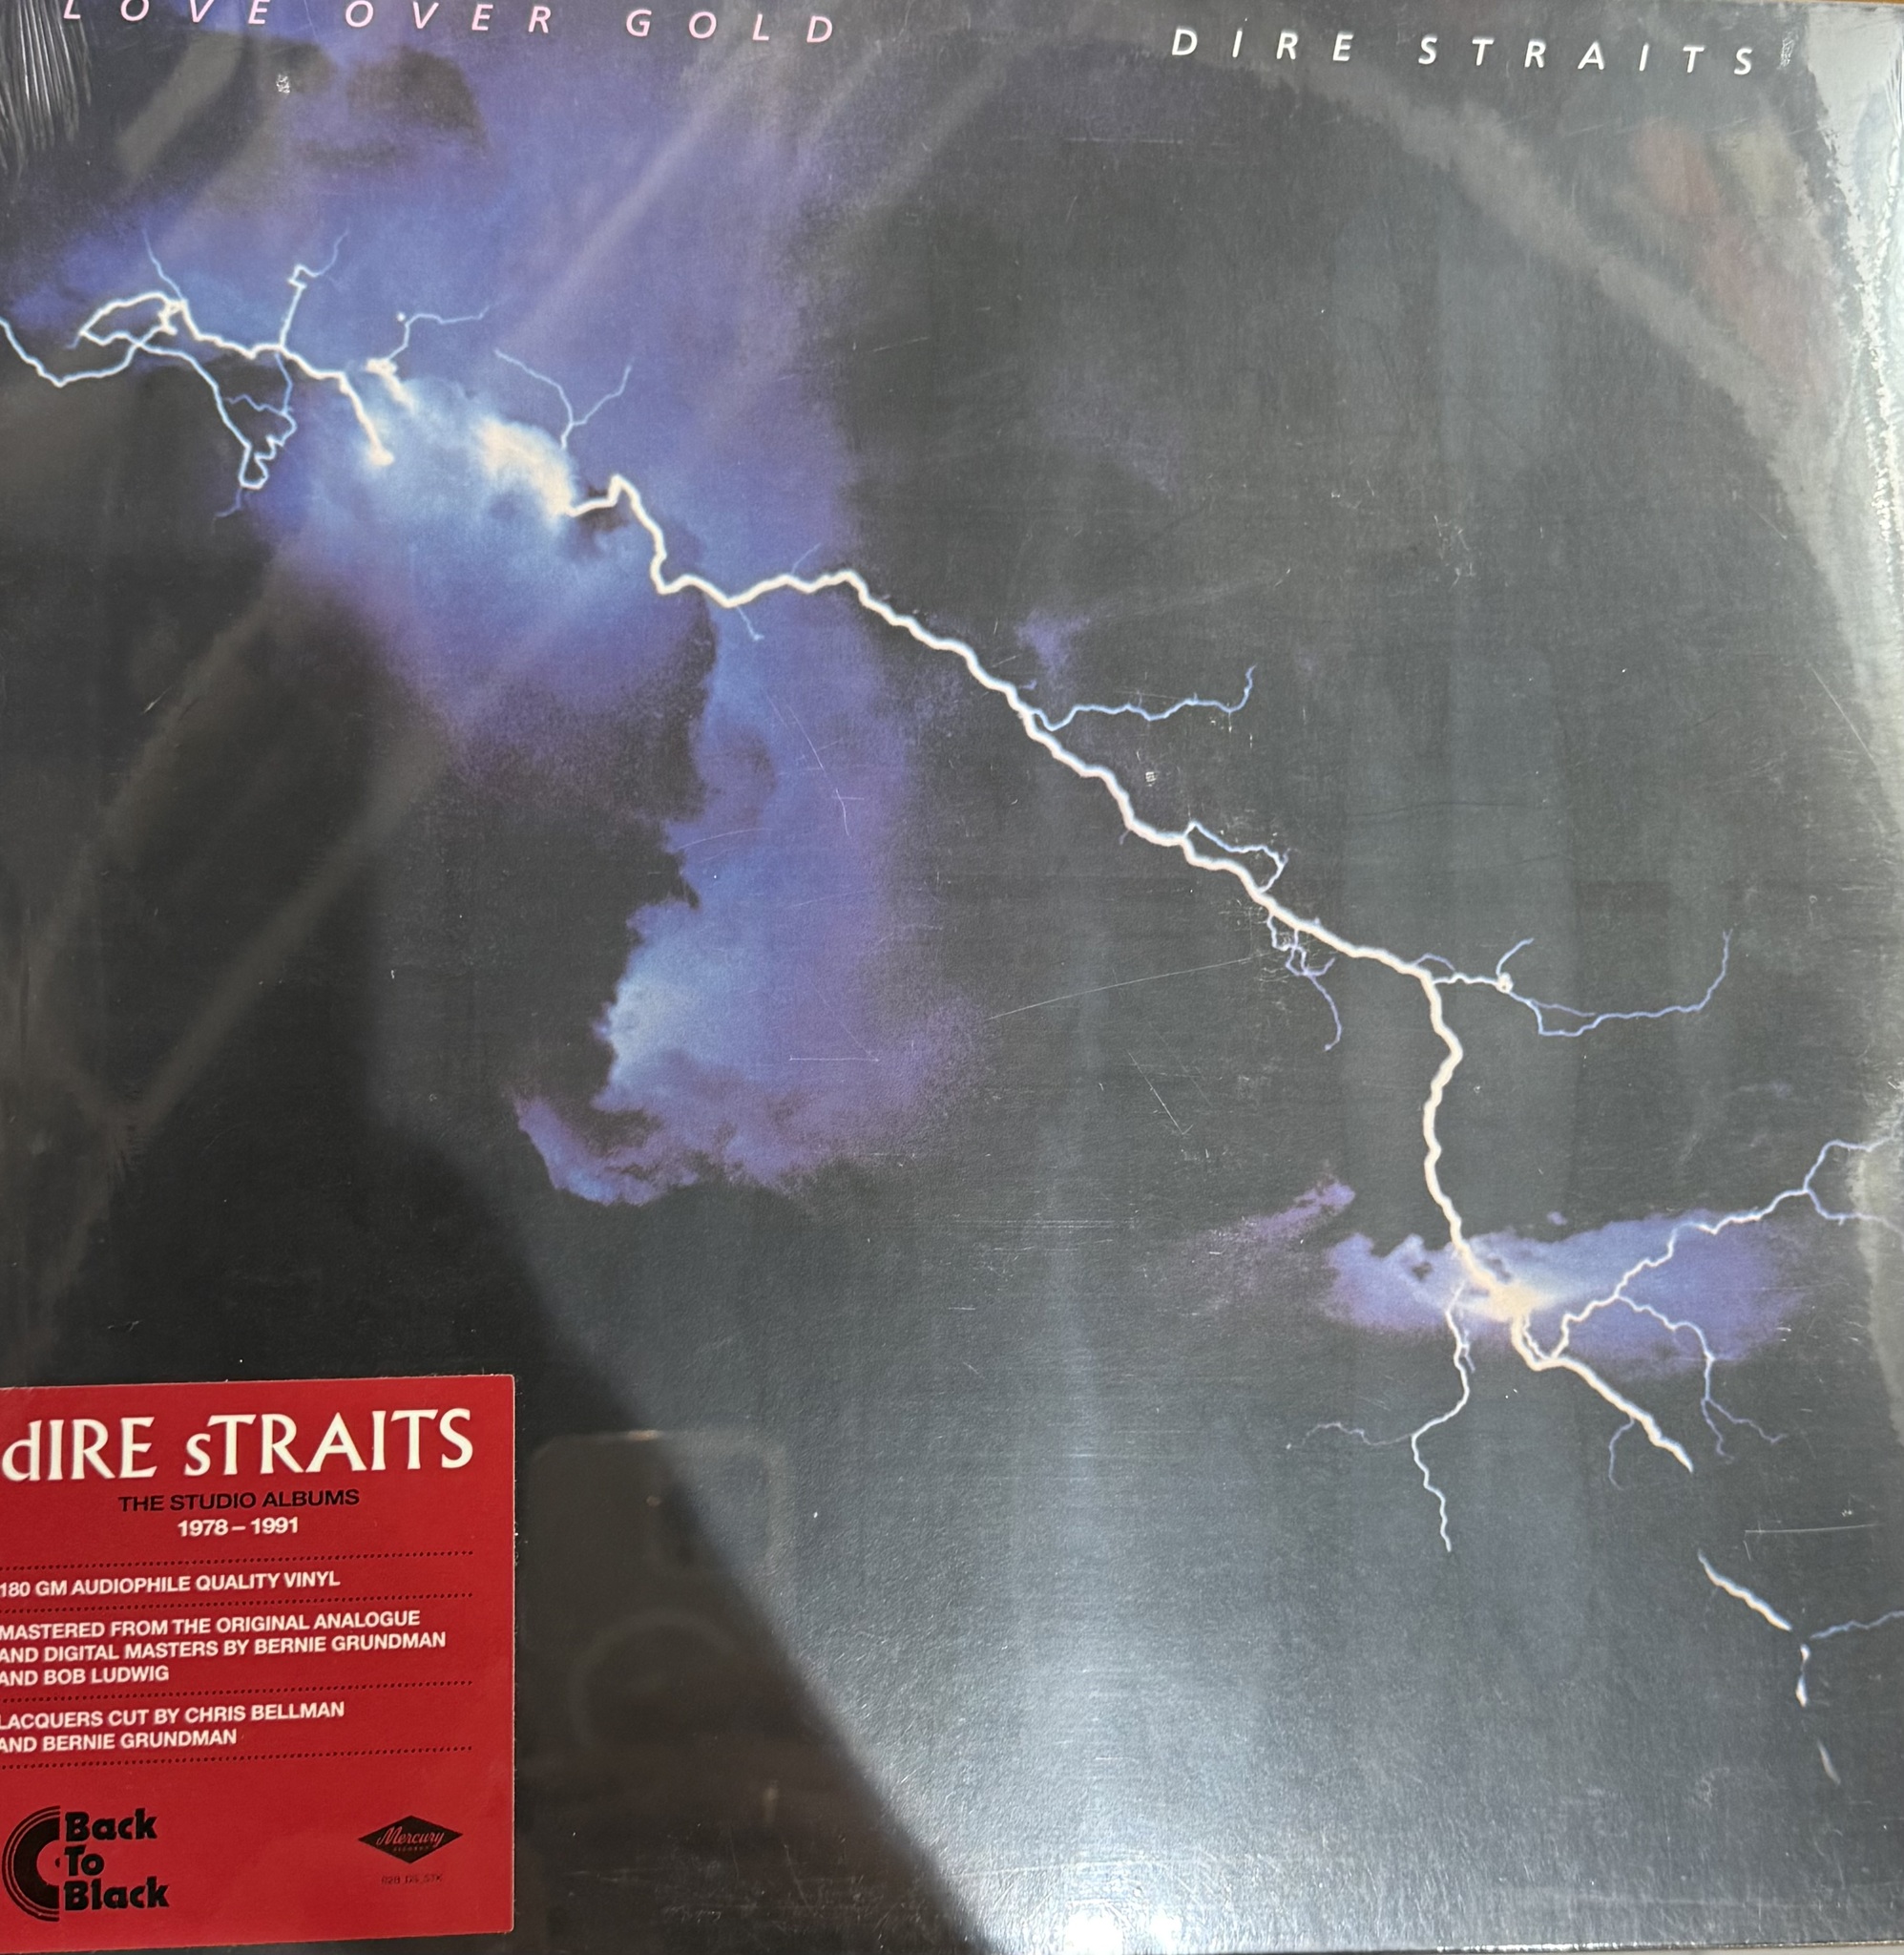 LOVE OVER GOLD
DIRE STRAITS
dIRE sTRAITS
THE STUDIO ALBUMS
1978 – 1991
180 GM AUDIOPHILE QUALITY VINYL
MASTERED FROM THE ORIGINAL ANALOGUE
AND DIGITAL MASTERS BY BERNIE GRUNDMAN
AND BOB LUDWIG
LACQUERS CUT BY CHRIS BELLMAN
AND BERNIE GRUNDMAN
Back
To
Black
Mercury